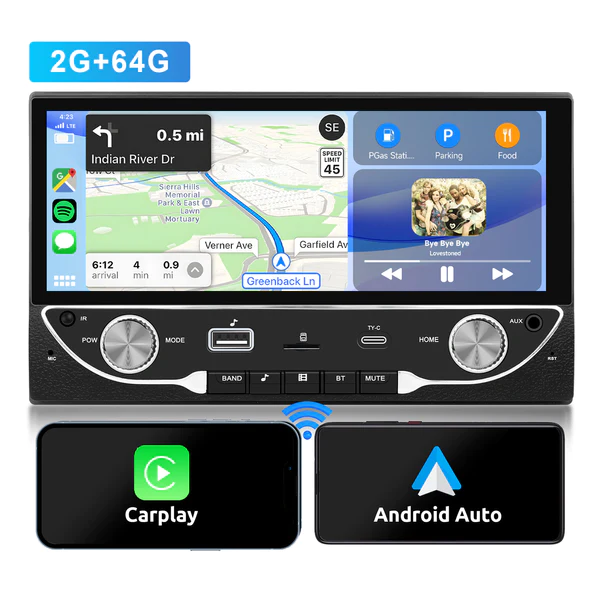 2G+64G
4:23
LTE
0.5 mi
Indian River Dr
SE
SPEED
LIMIT
45
Sierra Hills
Memorial
Park & East
Lawn
Mortuary
Verner Ave
Garfield Av
6:12 4 0.9
arrival min mi
Greenback Ln
P
PGas Stati... Parking Food
Bye Bye Bye
Lovestoned
IR
POW
MODE
MIC
TY-C
HOME
AUX
RST
BAND
BT
MUTE
Carplay
Android Auto